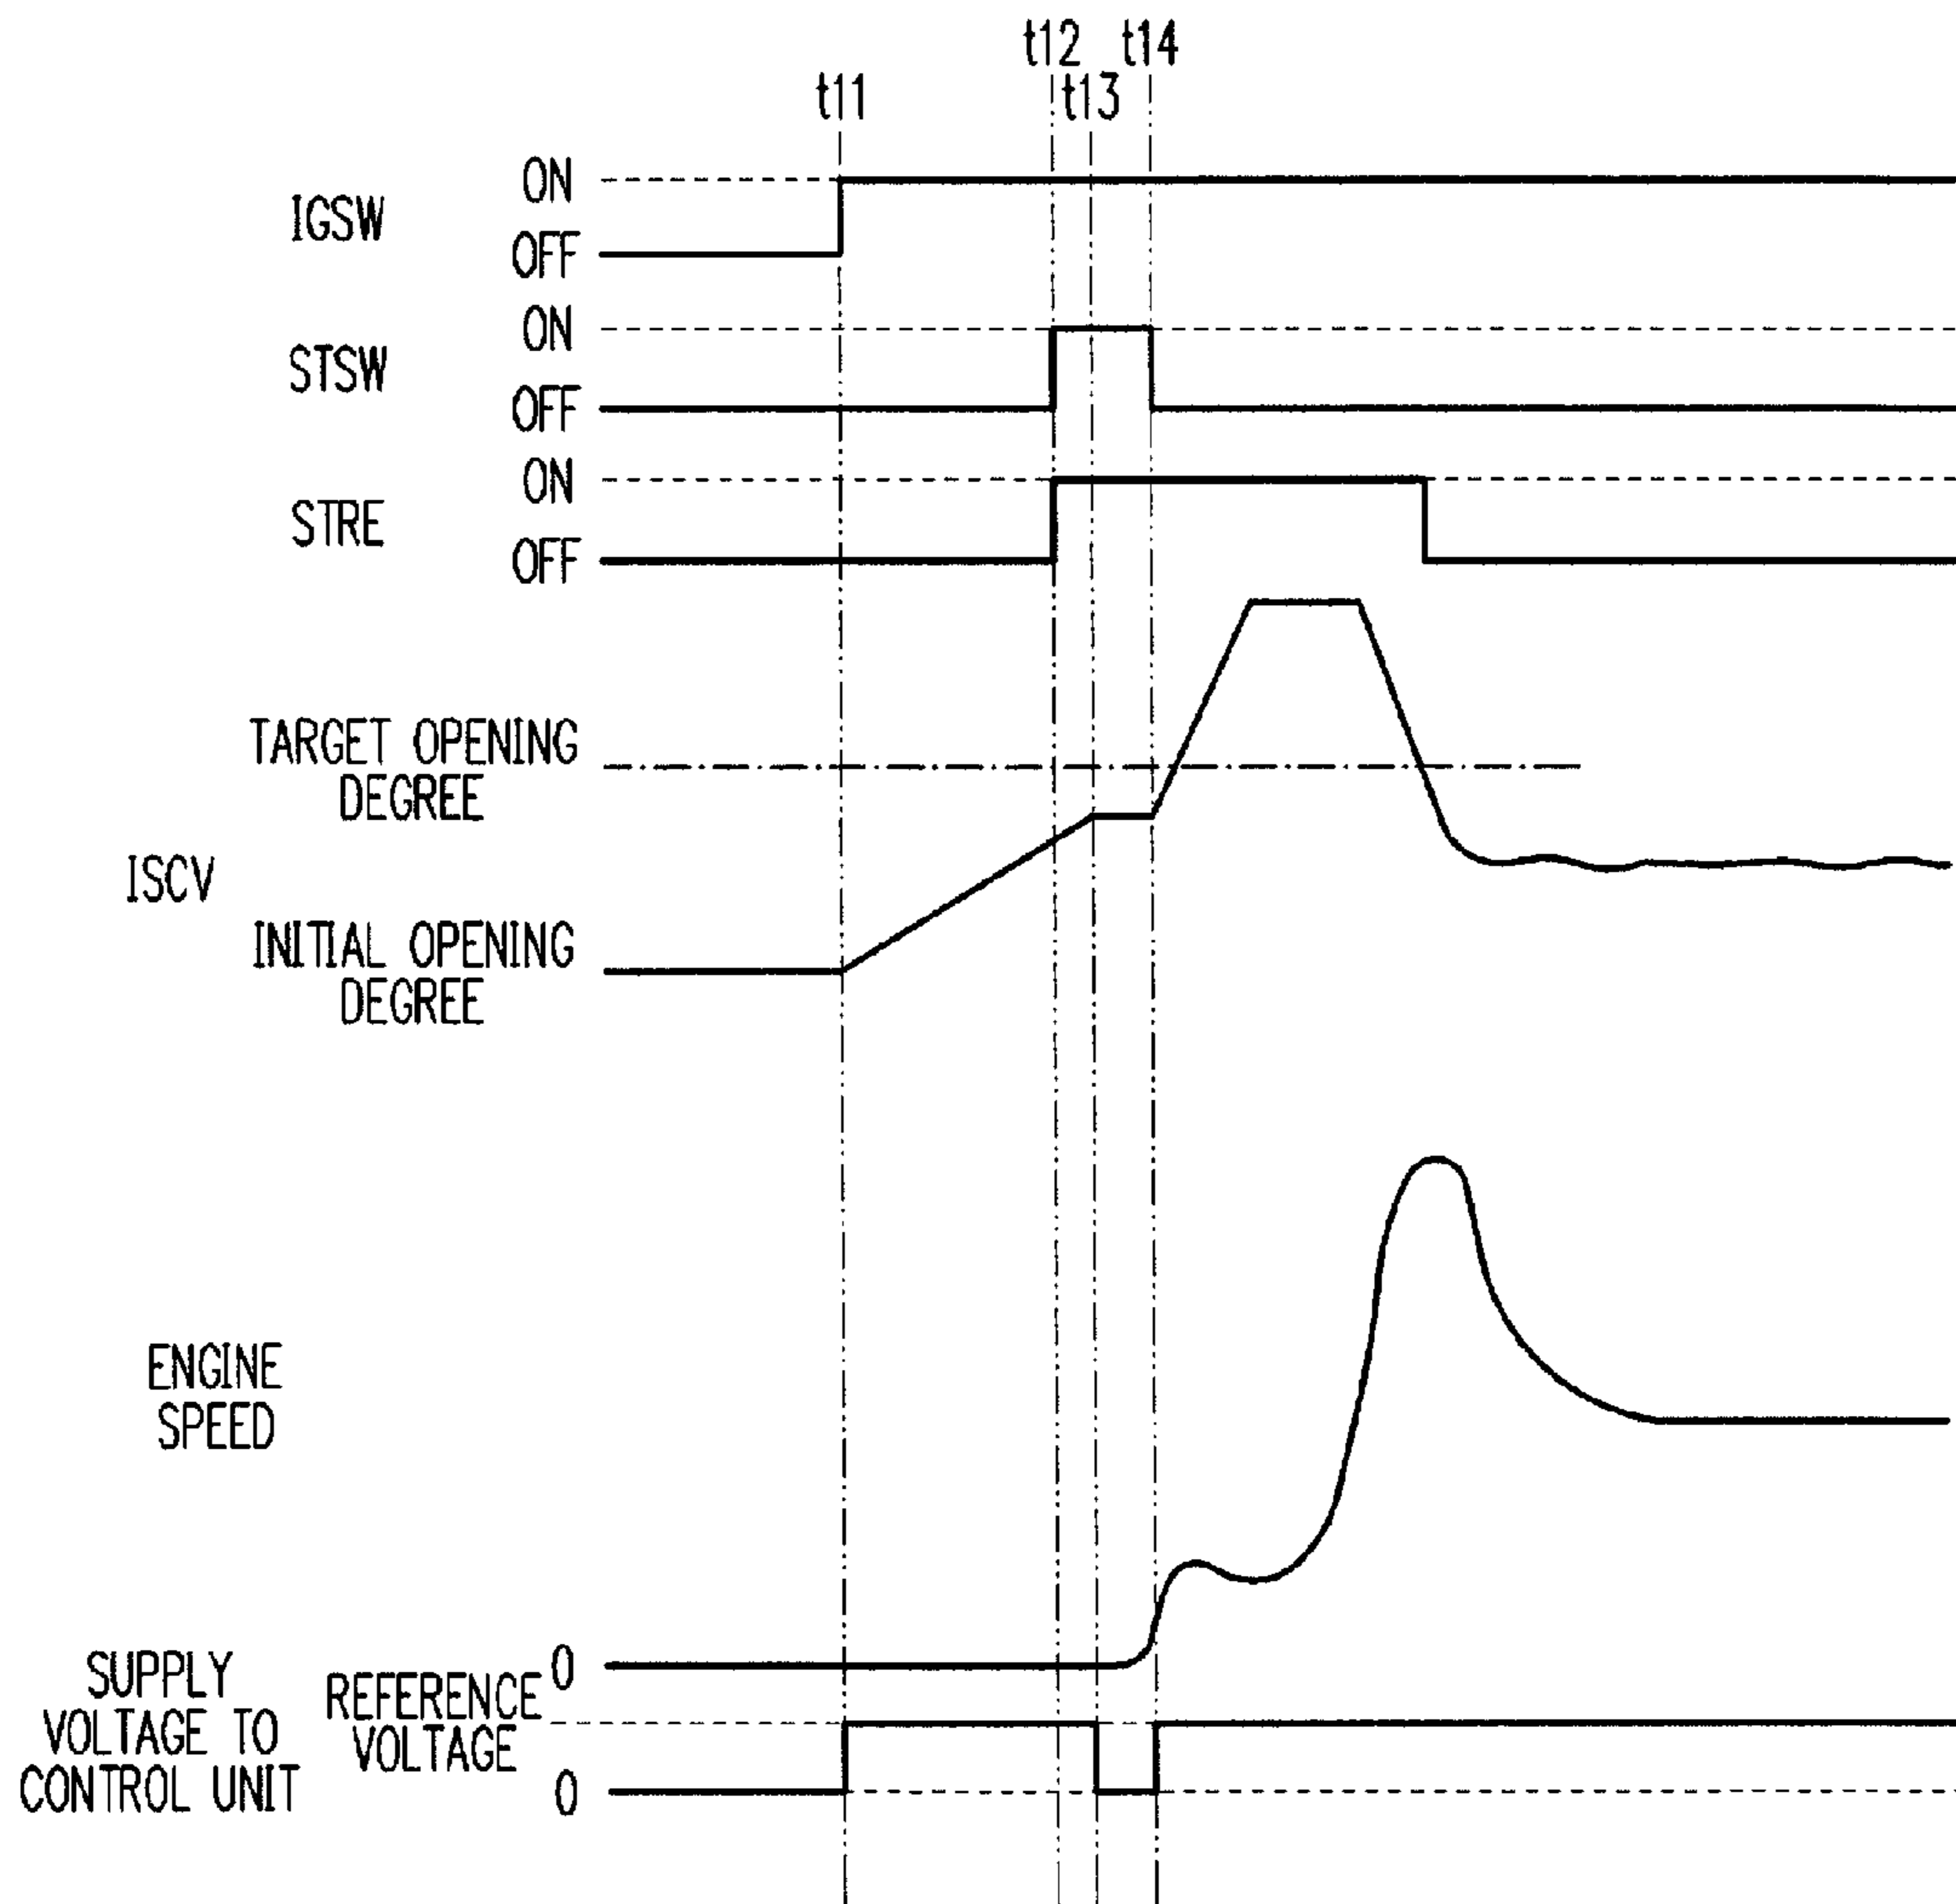 t12 t14
t11 t13
ON
IGSW
OFF
ON
STSW
OFF
ON
STRE
OFF
TARGET OPENING
DEGREE
ISCV
INITIAL OPENING
DEGREE
ENGINE
SPEED
0
SUPPLY
VOLTAGE TO
CONTROL UNIT
REFERENCE
VOLTAGE
0